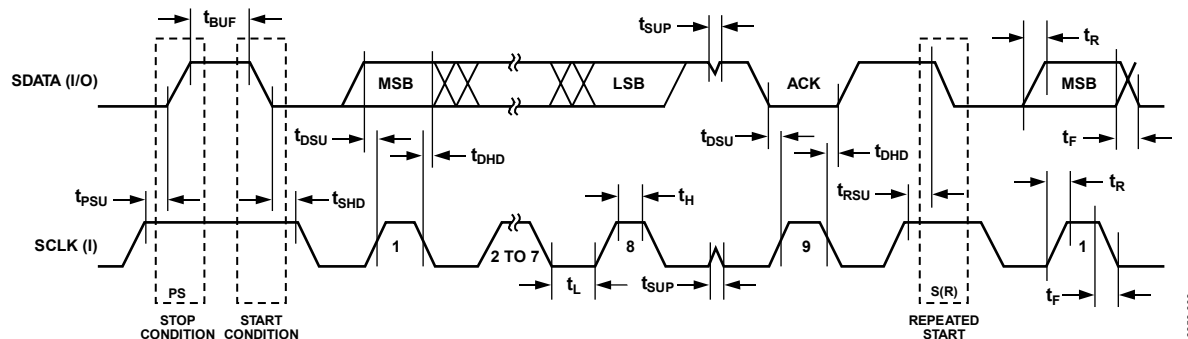 tBUF
tSUP
tR
SDATA (I/O)
MSB
LSB
ACK
MSB
tDSU
tDHD
tDSU
tDHD
tF
tPSU
tSHD
tH
tRSU
tR
SCLK (I)
1
2 TO 7
8
9
1
PS
tL
tSUP
S(R)
tF
STOP
CONDITION
START
CONDITION
REPEATED
START